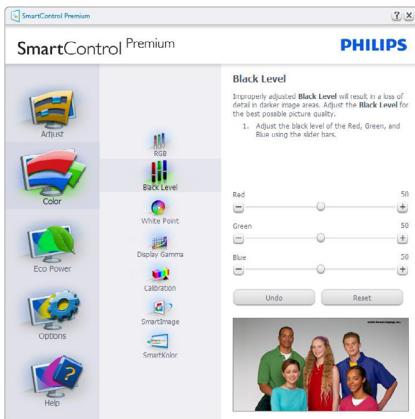 SmartControl Premium
SmartControl Premium
PHILIPS
Adjust
Color
Eco Power
Options
Help
RGB
Black Level
White Point
Display Gamma
Calibration
SmartImage
SmartKolor
Black Level
Improperly adjusted Black Level will result in a loss of
detail in darker image areas. Adjust the Black Level for
the best possible picture quality.
1. Adjust the black level of the Red, Green, and
Blue using the slider bars.
Red 50
Green 50
Blue 50
Undo Reset